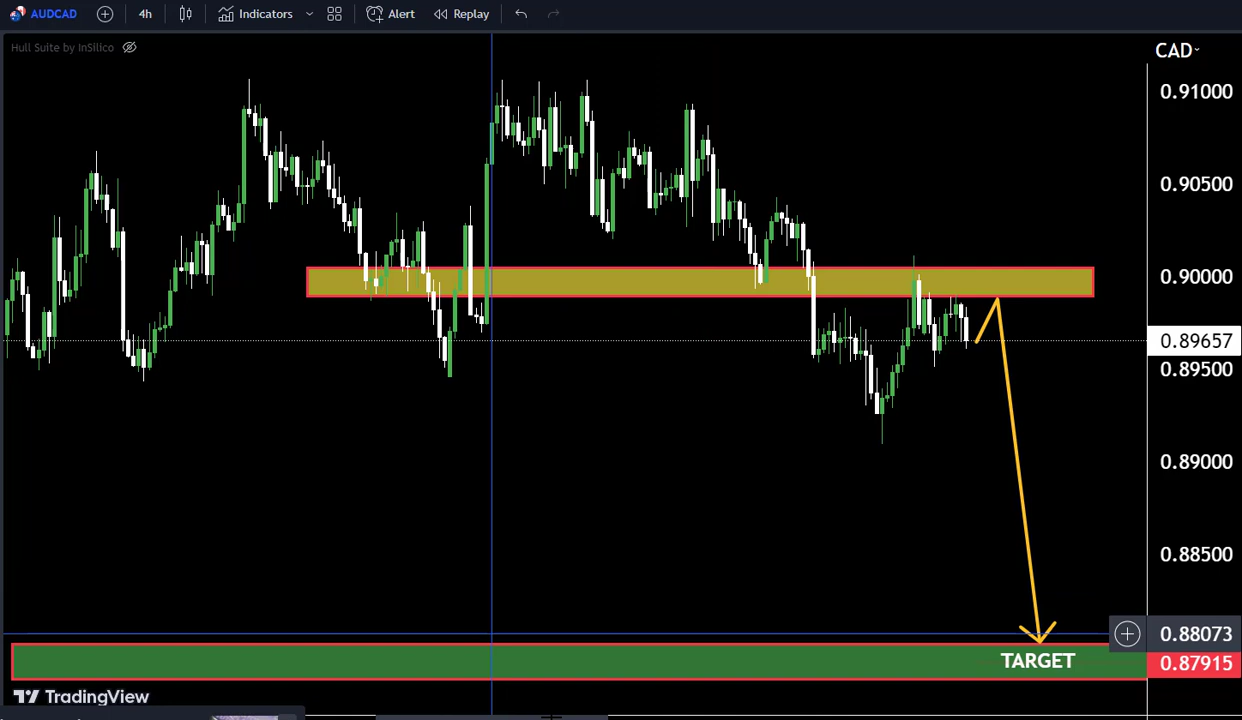 AUDCAD 4h Indicators Alert Replay
Hull Suite by InSilico
CAD
0.91000
0.90500
0.90000
0.89657
0.89500
0.89000
0.88500
0.88073
TARGET 0.87915
TradingView